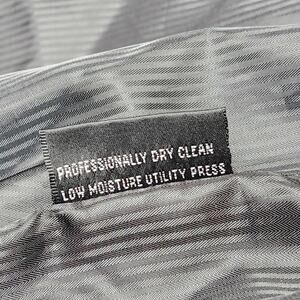 PROFESSIONALLY DRY CLEAN
LOW MOISTURE UTILITY PRESS